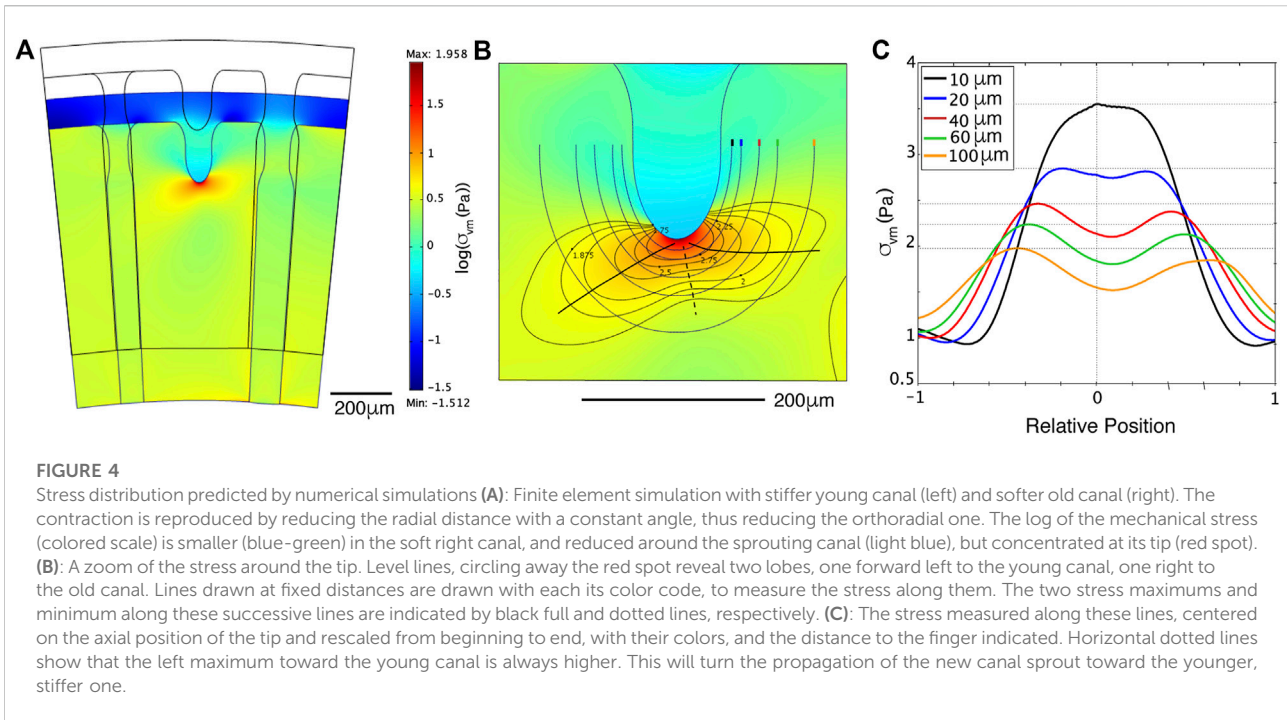 A
Max: 1.958
1.5
1
0.5
0
-0.5
-1
-1.5
Min: -1.512
log(σvm (Pa))
200μm
B
1.875
.75
2.25
2.75
2.5
2
200μm
C
10 μm
20 μm
40 μm
60 μm
100 μm
4
3
2
1
0.5
σvm (Pa)
-1
0
1
Relative Position
FIGURE 4
Stress distribution predicted by numerical simulations (A): Finite element simulation with stiffer young canal (left) and softer old canal (right). The
contraction is reproduced by reducing the radial distance with a constant angle, thus reducing the orthoradial one. The log of the mechanical stress
(colored scale) is smaller (blue-green) in the soft right canal, and reduced around the sprouting canal (light blue), but concentrated at its tip (red spot).
(B): A zoom of the stress around the tip. Level lines, circling away the red spot reveal two lobes, one forward left to the young canal, one right to
the old canal. Lines drawn at fixed distances are drawn with each its color code, to measure the stress along them. The two stress maximums and
minimum along these successive lines are indicated by black full and dotted lines, respectively. (C): The stress measured along these lines, centered
on the axial position of the tip and rescaled from beginning to end, with their colors, and the distance to the finger indicated. Horizontal dotted lines
show that the left maximum toward the young canal is always higher. This will turn the propagation of the new canal sprout toward the younger,
stiffer one.